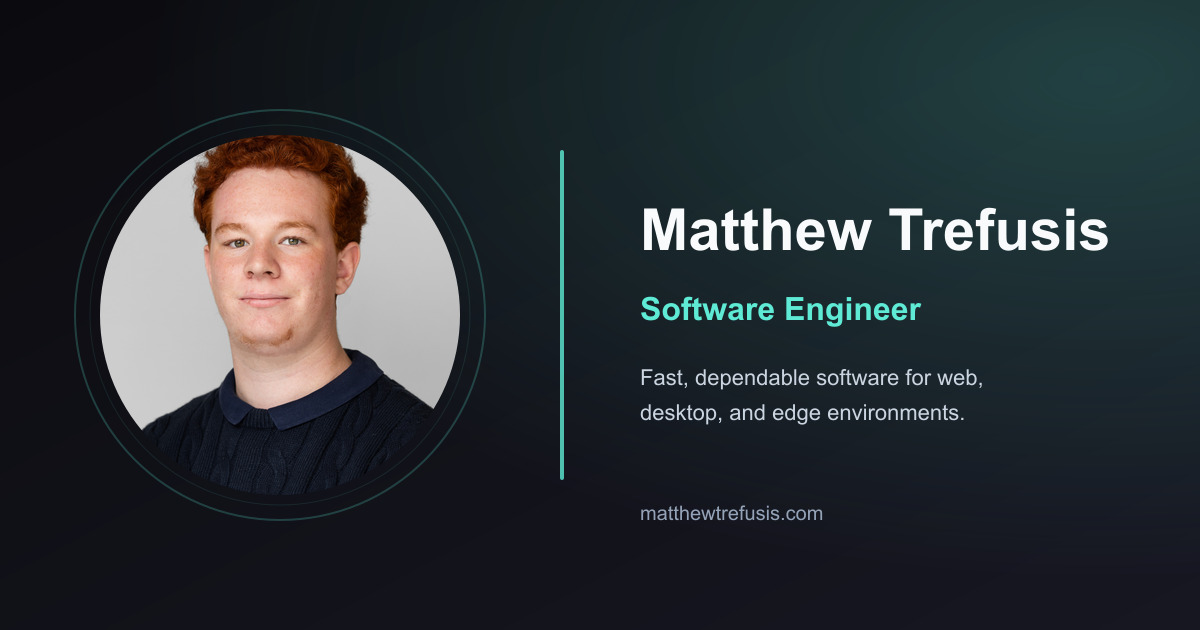 Matthew Trefusis
Software Engineer
Fast, dependable software for web,
desktop, and edge environments.
matthewtrefusis.com